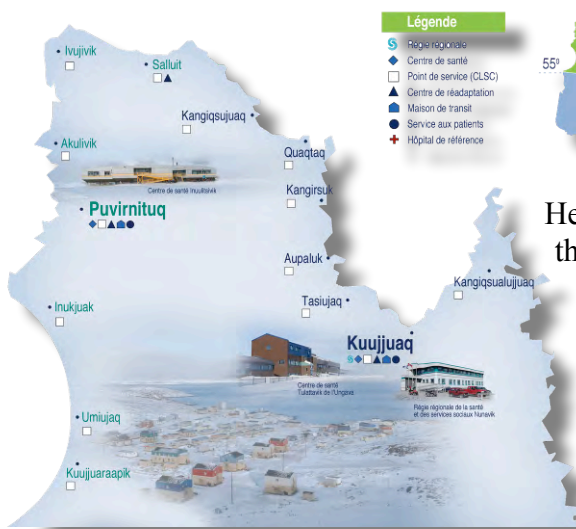 Légende
Régie régionale
Centre de santé
Point de service (CLSC)
Centre de réadaptation
Maison de transit
Service aux patients
Hôpital de référence
55º
Ivujivik
Salluit
Kangiqsujuaq
Akulivik
Quaqtaq
Centre de santé Inuulitsivik
Kangirsuk
Puvirnituq
He
th
Aupaluk
Kangiqsualujjuaq
Tasiujaq
Inukjuak
Kuujjuaq
Centre de santé
Tulattavik de l'Ungava
Régie régionale de la santé
et des services sociaux Nunavik
Umiujaq
Kuujjuaraapik